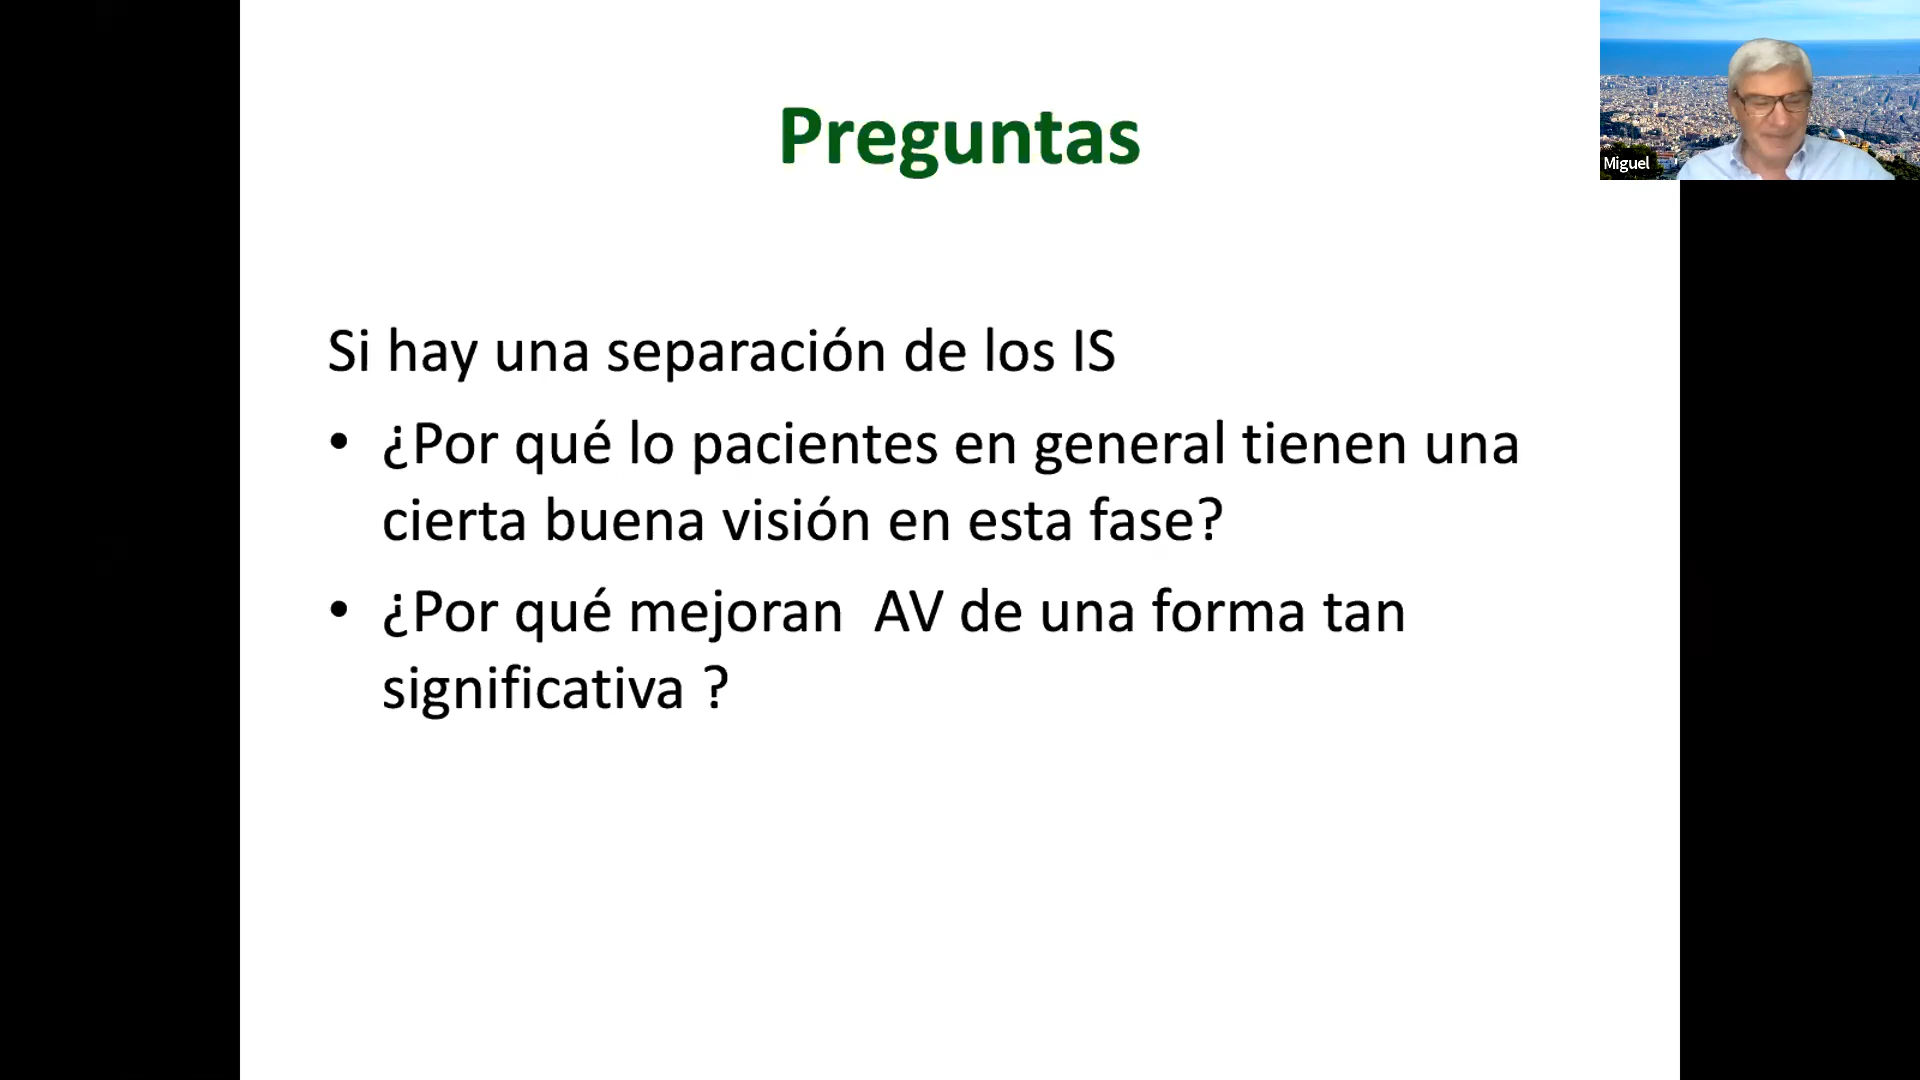 Preguntas
Miguel
Si hay una separación de los IS
• ¿Por qué lo pacientes en general tienen una
cierta buena visión en esta fase?
• ¿Por qué mejoran  AV de una forma tan
significativa ?